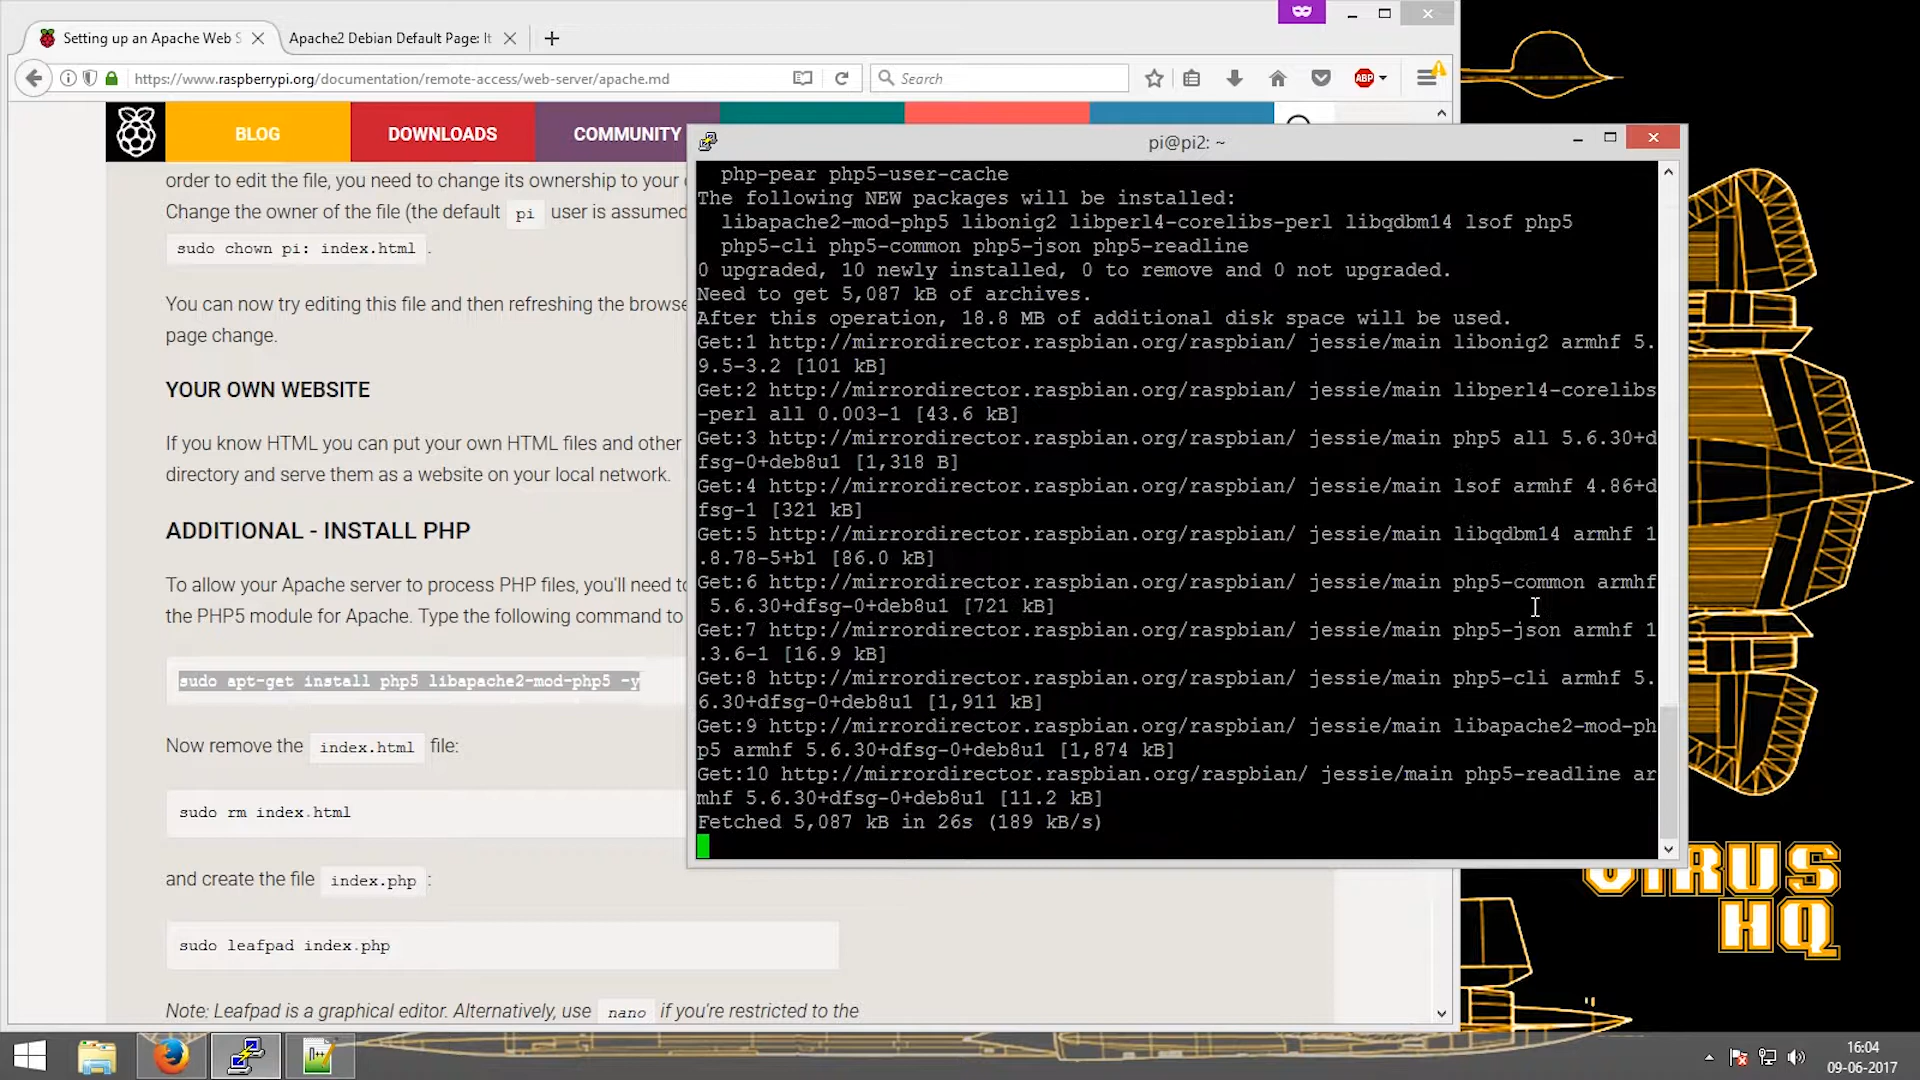 Setting up an Apache Web S
Apache2 Debian Default Page: It
https://www.raspberrypi.org/documentation/remote-access/web-server/apache.md
Search
ABP
BLOG
DOWNLOADS
COMMUNITY
order to edit the file, you need to change its ownership to your
Change the owner of the file (the default pi user is assumed
sudo chown pi: index.html .
You can now try editing this file and then refreshing the browse
page change.
YOUR OWN WEBSITE
If you know HTML you can put your own HTML files and other
directory and serve them as a website on your local network.
ADDITIONAL - INSTALL PHP
To allow your Apache server to process PHP files, you'll need to
the PHP5 module for Apache. Type the following command to
sudo apt-get install php5 libapache2-mod-php5 -y
Now remove the index.html file:
sudo rm index.html
and create the file index.php :
sudo leafpad index.php
Note: Leafpad is a graphical editor. Alternatively, use nano if you're restricted to the
pi@pi2: ~
php-pear php5-user-cache
The following NEW packages will be installed:
libapache2-mod-php5 libonig2 libperl4-corelibs-perl libqdbm14 lsof php5
php5-cli php5-common php5-json php5-readline
0 upgraded, 10 newly installed, 0 to remove and 0 not upgraded.
Need to get 5,087 kB of archives.
After this operation, 18.8 MB of additional disk space will be used.
Get:1 http://mirrordirector.raspbian.org/raspbian/ jessie/main libonig2 armhf 5.
9.5-3.2 [101 kB]
Get:2 http://mirrordirector.raspbian.org/raspbian/ jessie/main libperl4-corelibs
-perl all 0.003-1 [43.6 kB]
Get:3 http://mirrordirector.raspbian.org/raspbian/ jessie/main php5 all 5.6.30+d
fsg-0+deb8u1 [1,318 B]
Get:4 http://mirrordirector.raspbian.org/raspbian/ jessie/main lsof armhf 4.86+d
fsg-1 [321 kB]
Get:5 http://mirrordirector.raspbian.org/raspbian/ jessie/main libqdbm14 armhf 1
.8.78-5+b1 [86.0 kB]
Get:6 http://mirrordirector.raspbian.org/raspbian/ jessie/main php5-common armhf
5.6.30+dfsg-0+deb8u1 [721 kB]
Get:7 http://mirrordirector.raspbian.org/raspbian/ jessie/main php5-json armhf 1
.3.6-1 [16.9 kB]
Get:8 http://mirrordirector.raspbian.org/raspbian/ jessie/main php5-cli armhf 5.
6.30+dfsg-0+deb8u1 [1,911 kB]
Get:9 http://mirrordirector.raspbian.org/raspbian/ jessie/main libapache2-mod-ph
p5 armhf 5.6.30+dfsg-0+deb8u1 [1,874 kB]
Get:10 http://mirrordirector.raspbian.org/raspbian/ jessie/main php5-readline ar
mhf 5.6.30+dfsg-0+deb8u1 [11.2 kB]
Fetched 5,087 kB in 26s (189 kB/s)
HQ
16:04
09-06-2017